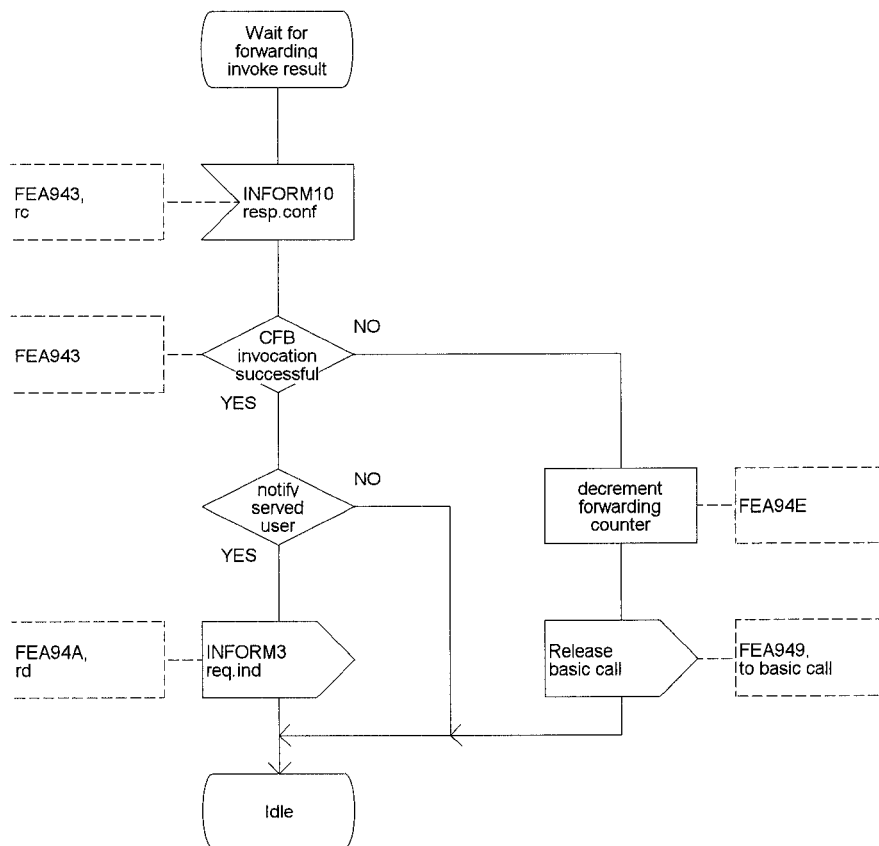 Wait for
forwarding
invoke result
FEA943,
rc
INFORM10
resp.conf
FEA943
CFB
invocation
successful
NO
YES
notify
served
user
NO
YES
decrement
forwarding
counter
FEA94E
FEA94A,
rd
INFORM3
req.ind
Release
basic call
FEA949,
to basic call
Idle